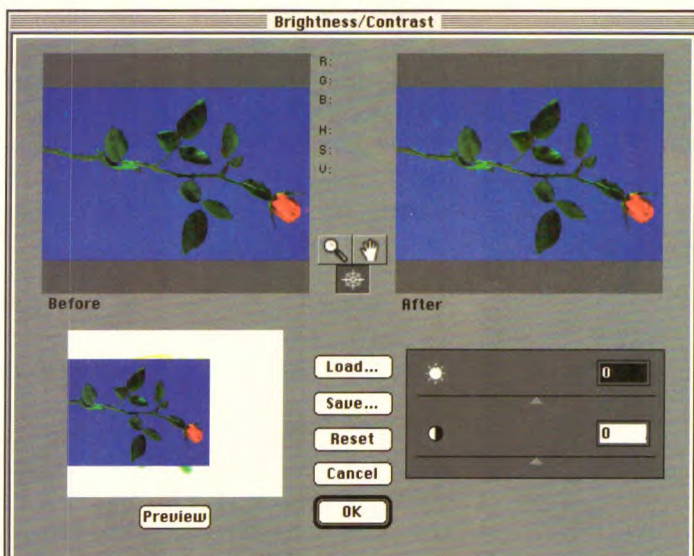 Brightness/Contrast
R:
G:
B:
H:
S:
V:
Before
After
Load...
Save...
Reset
Cancel
OK
Preview
0
0